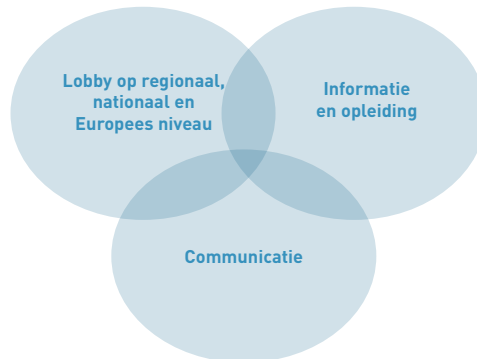 Lobby op regionaal,
nationaal en
Europees niveau
Informatie
en opleiding
Communicatie